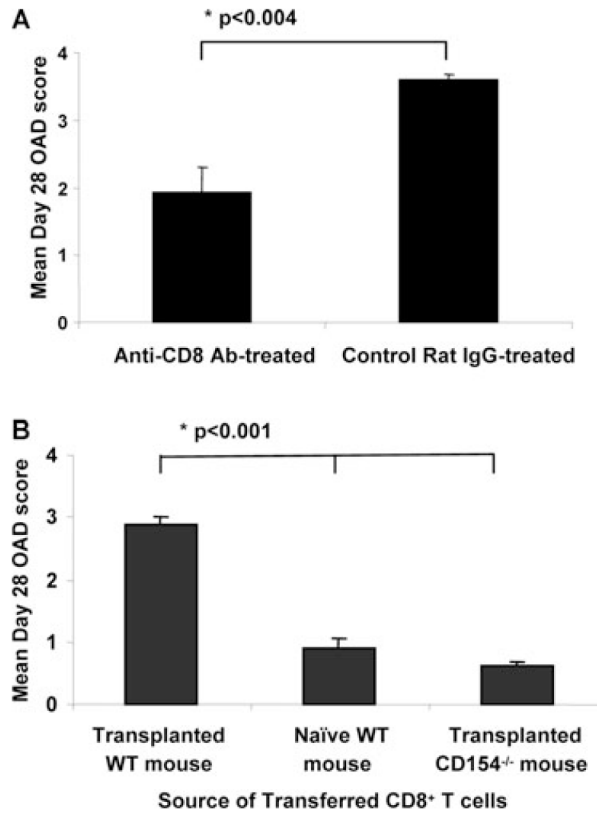 A
* p<0.004
Mean Day 28 OAD score
4
3
2
1
0
Anti-CD8 Ab-treated
Control Rat IgG-treated
B
* p<0.001
Mean Day 28 OAD score
4
3
2
1
0
Transplanted
WT mouse
Naïve WT
mouse
Transplanted
CD154-/- mouse
Source of Transferred CD8+ T cells